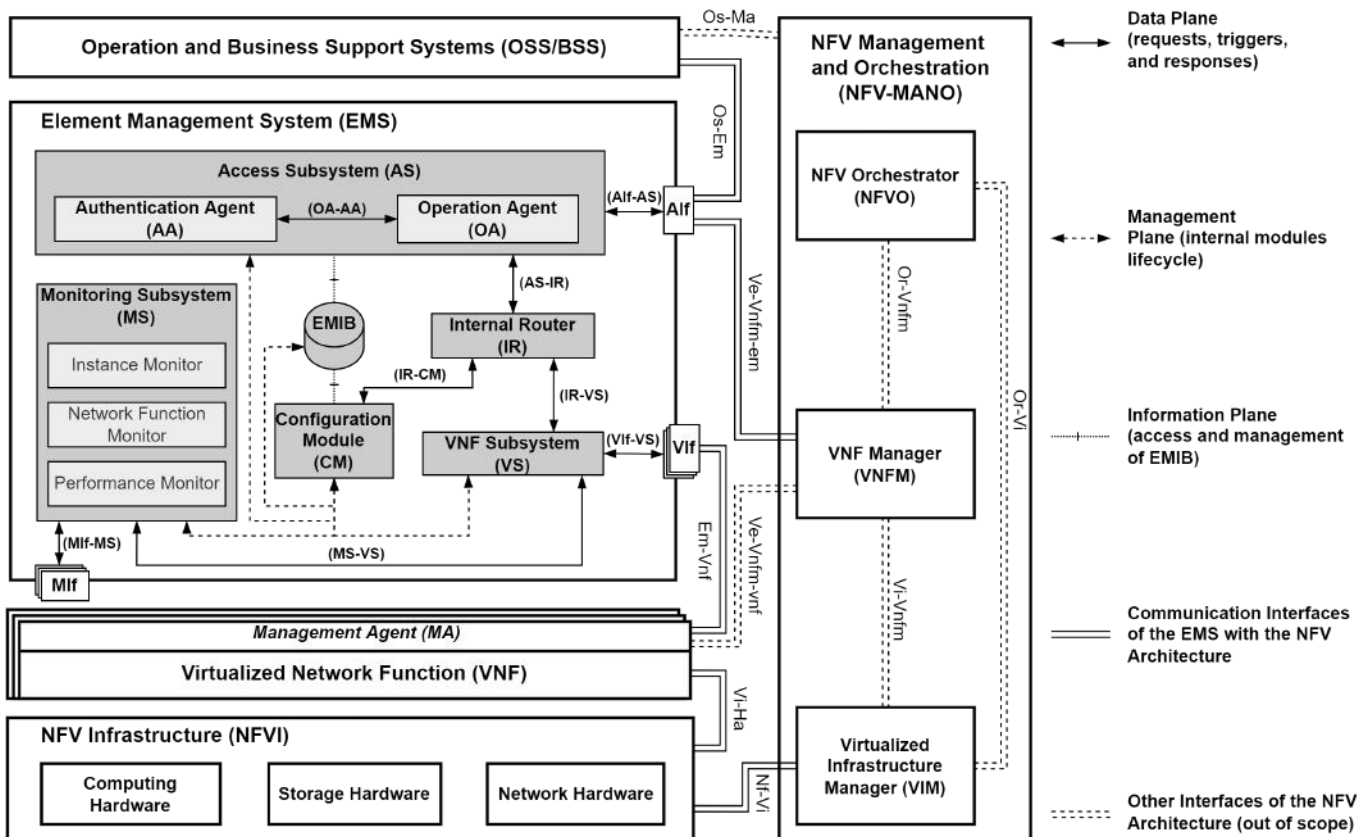 Operation and Business Support Systems (OSS/BSS)
Os-Ma
Os-Em
Element Management System (EMS)
Access Subsystem (AS)
Authentication Agent
(AA)
(OA-AA)
Operation Agent
(OA)
(AIf-AS)
AIf
(AS-IR)
Monitoring Subsystem
(MS)
Instance Monitor
Network Function
Monitor
Performance Monitor
EMIB
Internal Router
(IR)
(IR-CM)
(IR-VS)
Configuration
Module
(CM)
VNF Subsystem
(VS)
(VIf-VS)
VIf
(MIf-MS)
(MS-VS)
MIf
Ve-Vnfm-em
Em-Vnf
Ve-Vnfm-vnf
Management Agent (MA)
Virtualized Network Function (VNF)
Vi-Ha
NFV Infrastructure (NFVI)
Computing
Hardware
Storage Hardware
Network Hardware
Nf-Vi
NFV Management
and Orchestration
(NFV-MANO)
NFV Orchestrator
(NFVO)
Or-Vnfm
Or-Vi
VNF Manager
(VNFM)
Vi-Vnfm
Virtualized
Infrastructure
Manager (VIM)
Data Plane
(requests, triggers,
and responses)
Management
Plane (internal modules
lifecycle)
Information Plane
(access and management
of EMIB)
Communication Interfaces
of the EMS with the NFV
Architecture
Other Interfaces of the NFV
Architecture (out of scope)